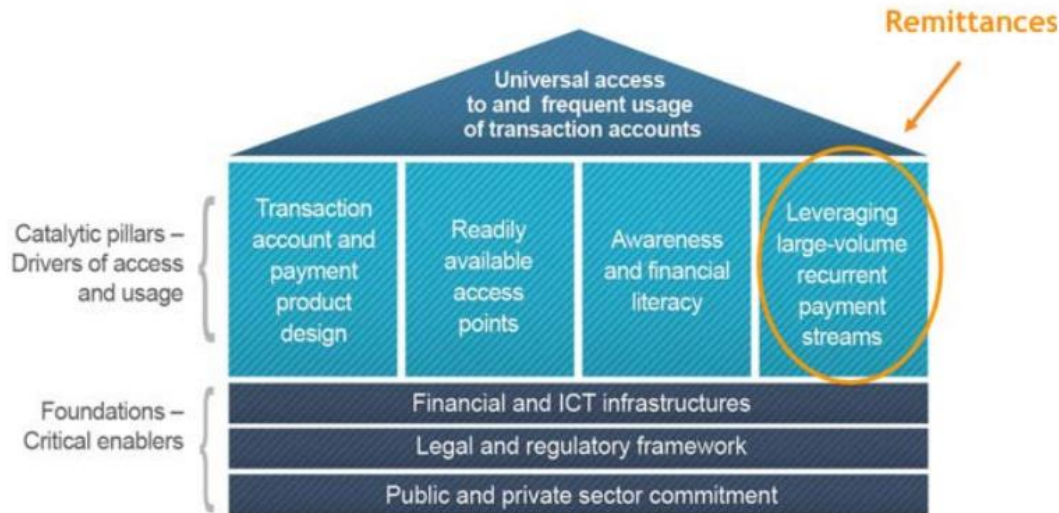 Remittances
Universal access
to and frequent usage
of transaction accounts
Catalytic pillars –
Drivers of access
and usage
Transaction
account and
payment
product
design
Readily
available
access
points
Awareness
and financial
literacy
Leveraging
large-volume
recurrent
payment
streams
Foundations –
Critical enablers
Financial and ICT infrastructures
Legal and regulatory framework
Public and private sector commitment